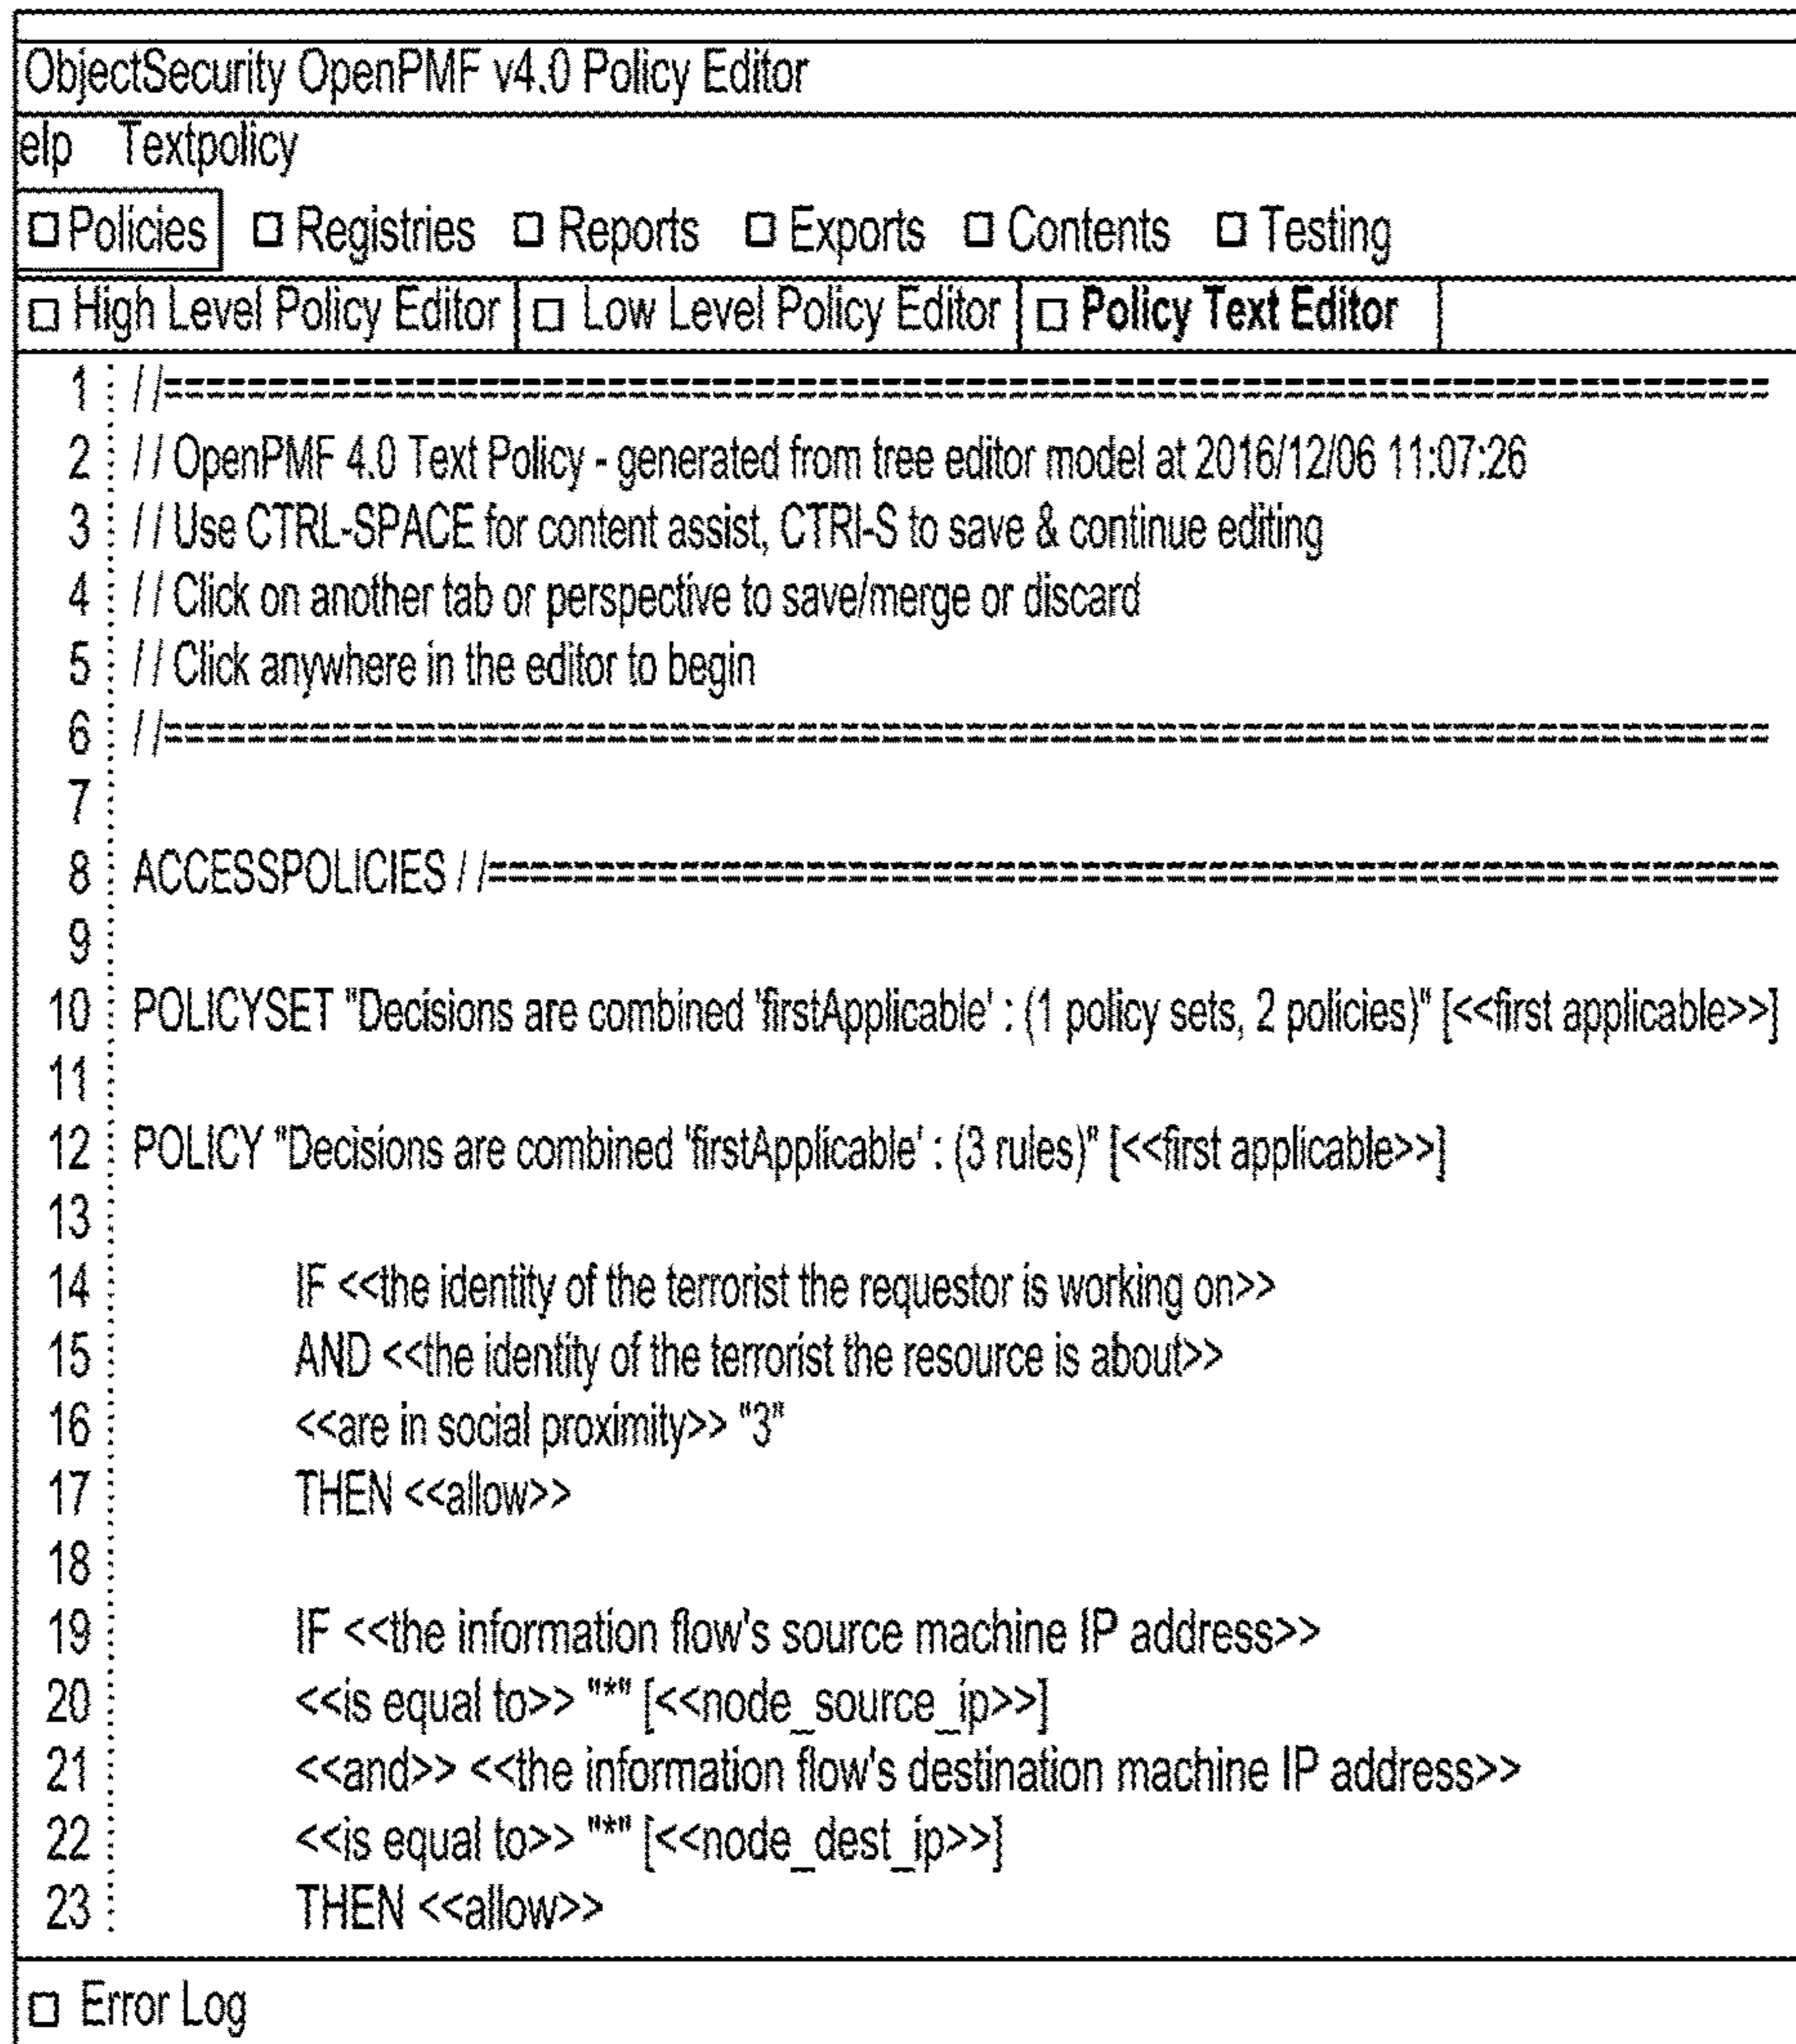 ObjectSecurity OpenPMF v4.0 Policy Editor
elp Textpolicy
Policies Registries Reports Exports Contents Testing
High Level Policy Editor Low Level Policy Editor Policy Text Editor
1 //============================================================================
2 // OpenPMF 4.0 Text Policy - generated from tree editor model at 2016/12/06 11:07:26
3 // Use CTRL-SPACE for content assist, CTRl-S to save & continue editing
4 // Click on another tab or perspective to save/merge or discard
5 // Click anywhere in the editor to begin
6 //============================================================================
7
8 ACCESSPOLICIES //=============================================================
9
10 POLICYSET "Decisions are combined 'firstApplicable' : (1 policy sets, 2 policies)" [<<first applicable>>]
11
12 POLICY "Decisions are combined 'firstApplicable' : (3 rules)" [<<first applicable>>]
13
14 IF <<the identity of the terrorist the requestor is working on>>
15 AND <<the identity of the terrorist the resource is about>>
16 <<are in social proximity>> "3"
17 THEN <<allow>>
18
19 IF <<the information flow's source machine IP address>>
20 <<is equal to>> "*" [<<node_source_ip>>]
21 <<and>> <<the information flow's destination machine IP address>>
22 <<is equal to>> "*" [<<node_dest_ip>>]
23 THEN <<allow>>
Error Log